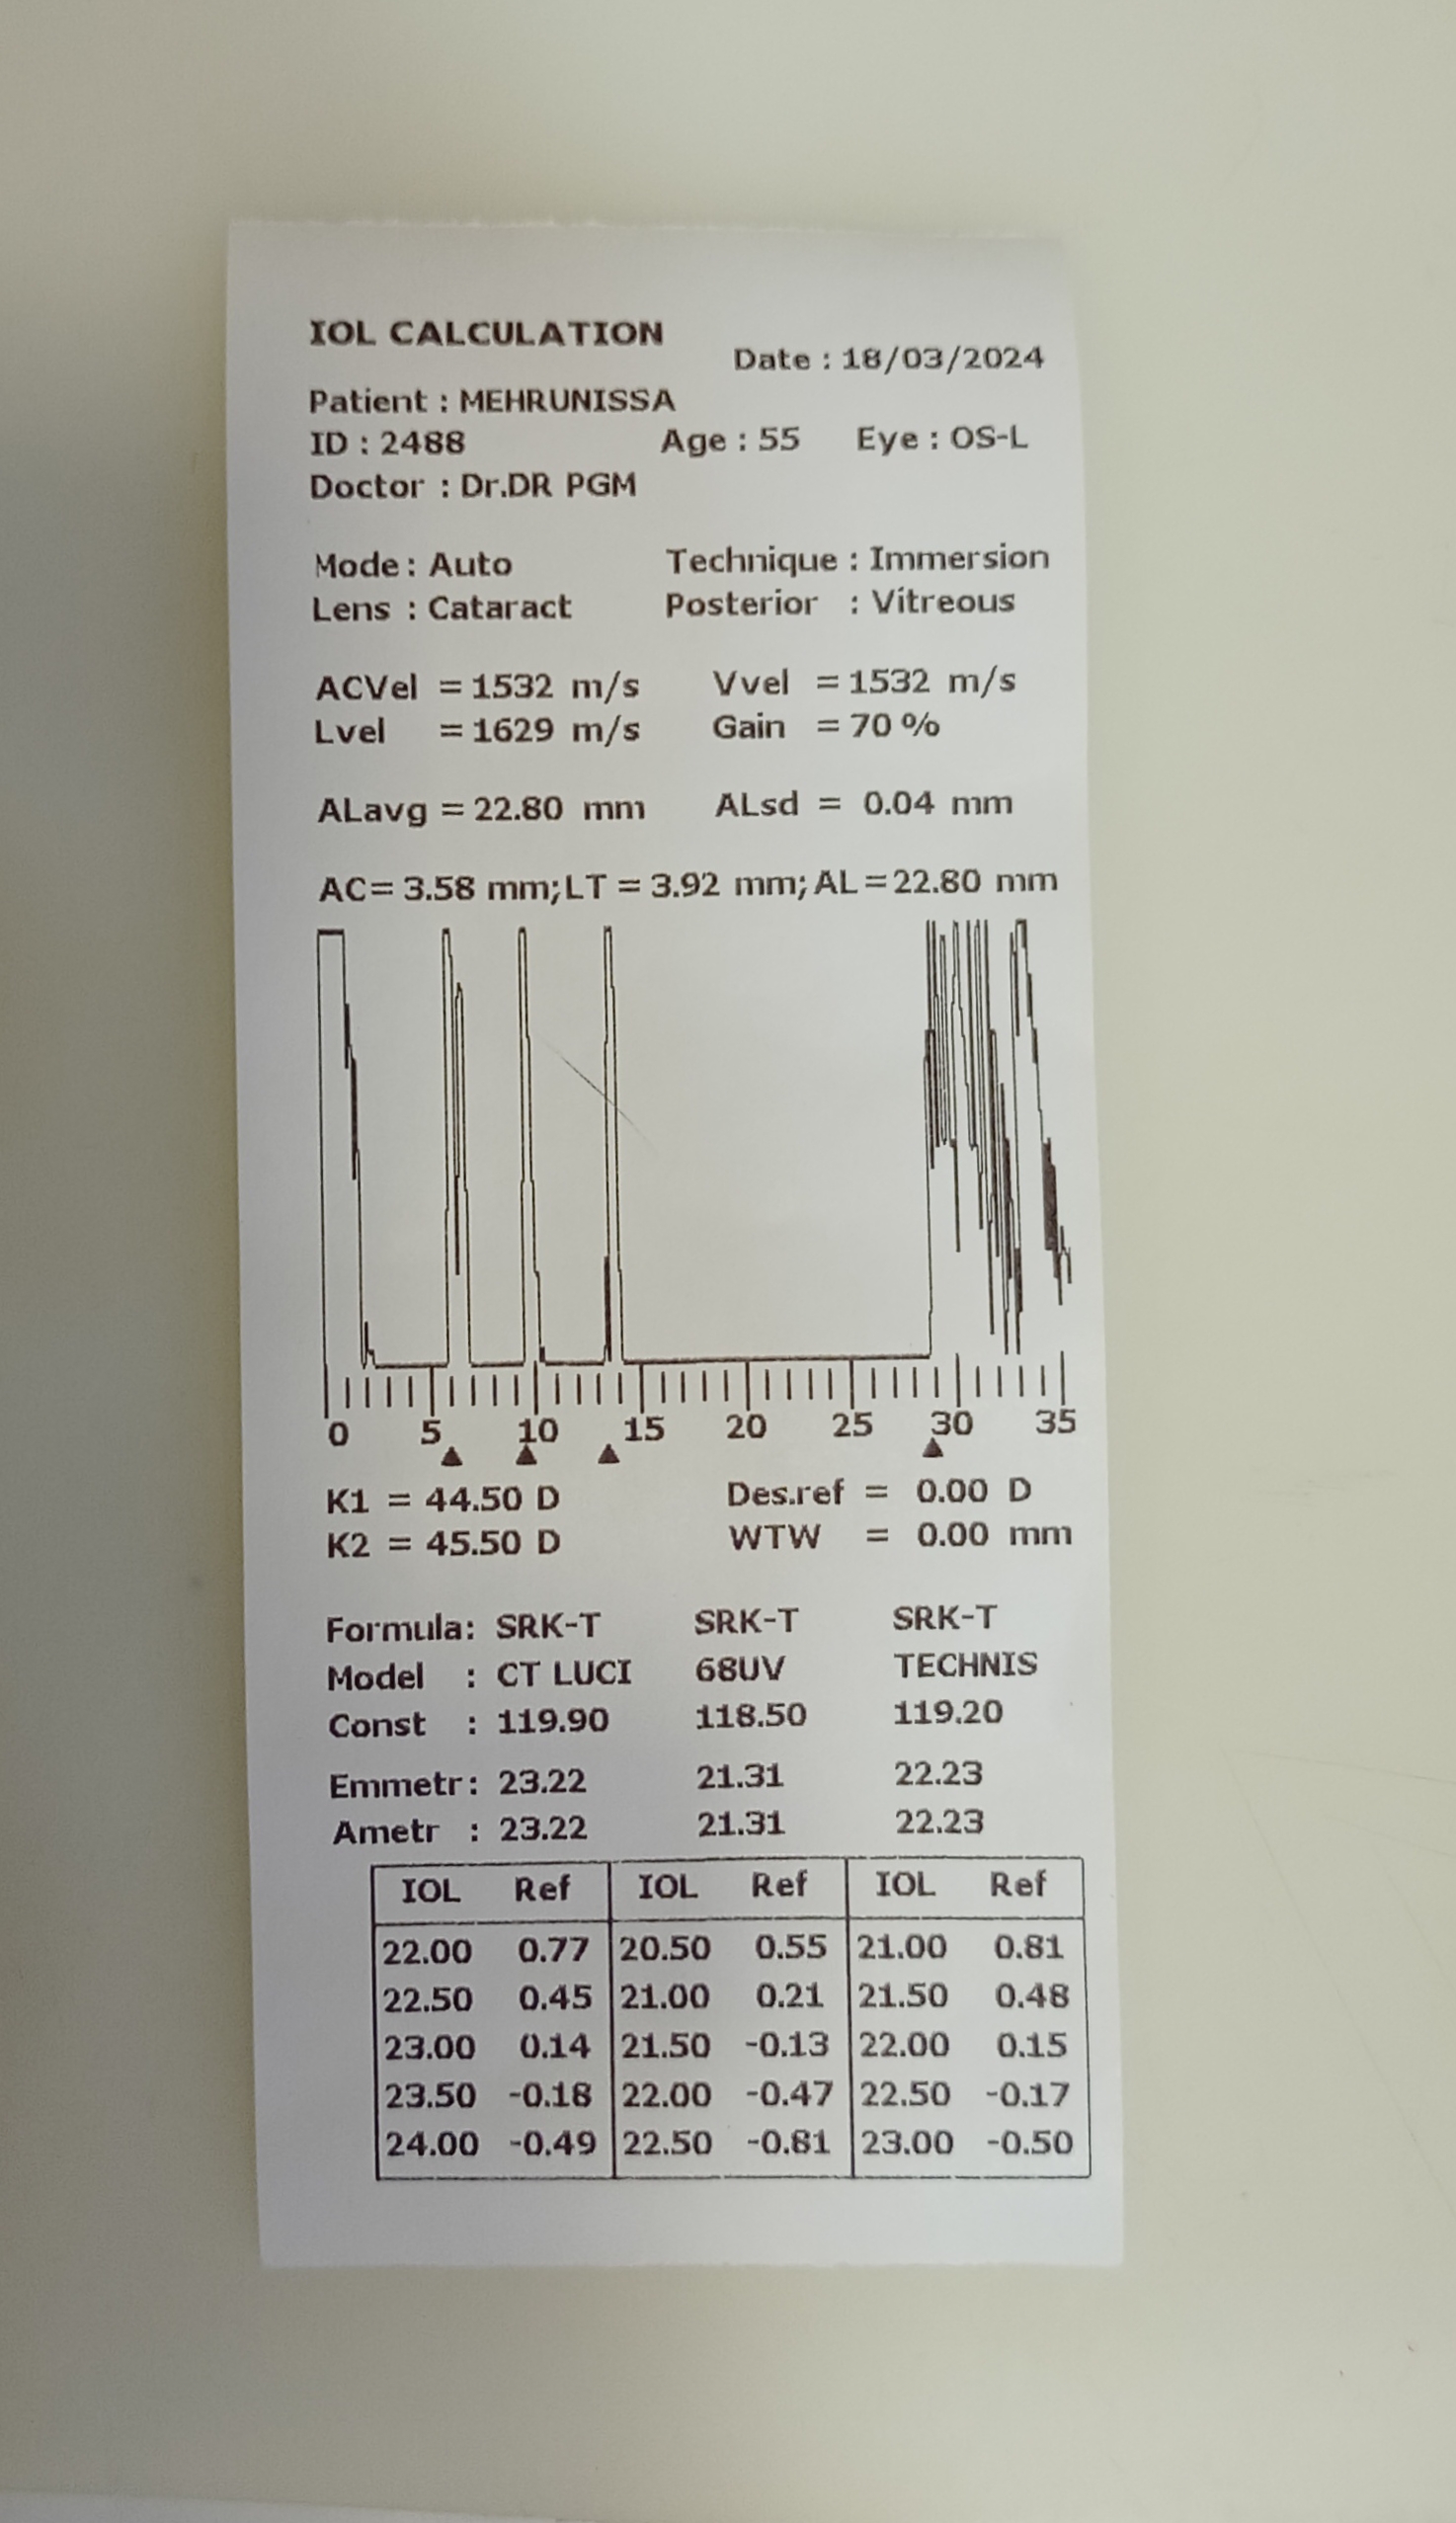 IOL CALCULATION
Date : 18/03/2024
Patient : MEHRUNISSA
ID : 2488 Age : 55 Eye : OS-L
Doctor : Dr.DR PGM
Mode : Auto Technique : Immersion
Lens : Cataract Posterior : Vitreous
ACVel = 1532 m/s Vvel = 1532 m/s
Lvel = 1629 m/s Gain = 70 %
ALavg = 22.80 mm ALsd = 0.04 mm
AC= 3.58 mm; LT = 3.92 mm; AL = 22.80 mm
0 5 10 15 20 25 30 35
K1 = 44.50 D Des.ref = 0.00 D
K2 = 45.50 D WTW = 0.00 mm
Formula: SRK-T SRK-T SRK-T
Model : CT LUCI 68UV TECHNIS
Const : 119.90 118.50 119.20
Emmetr: 23.22 21.31 22.23
Ametr : 23.22 21.31 22.23
IOL Ref IOL Ref IOL Ref
22.00 0.77 20.50 0.55 21.00 0.81
22.50 0.45 21.00 0.21 21.50 0.48
23.00 0.14 21.50 -0.13 22.00 0.15
23.50 -0.18 22.00 -0.47 22.50 -0.17
24.00 -0.49 22.50 -0.81 23.00 -0.50